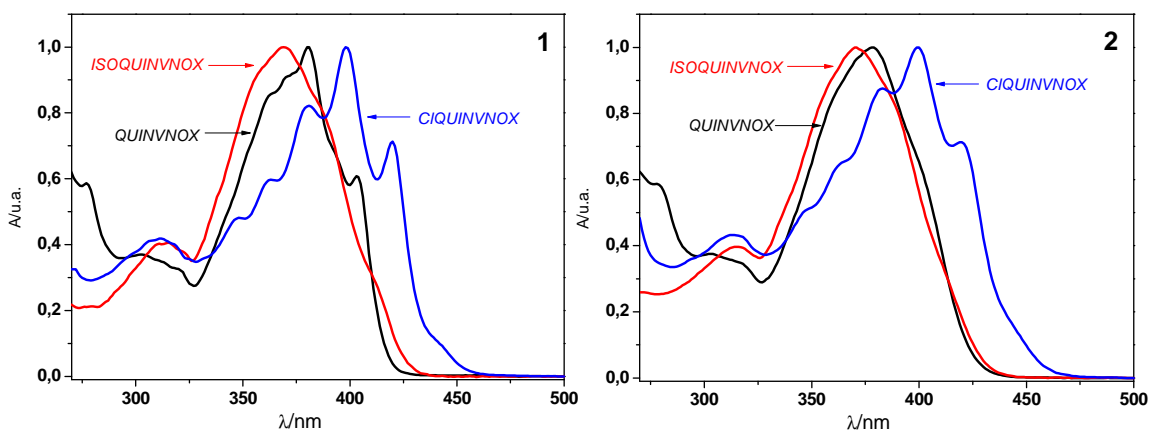 1
ISOQUINVNOX
QUINVNOX
ClQUINVNOX
A/u.a.
1,0
0,8
0,6
0,4
0,2
0,0
300 350 400 450 500
λ/nm
2
ISOQUINVNOX
QUINVNOX
ClQUINVNOX
A/u.a.
1,0
0,8
0,6
0,4
0,2
0,0
300 350 400 450 500
λ/nm